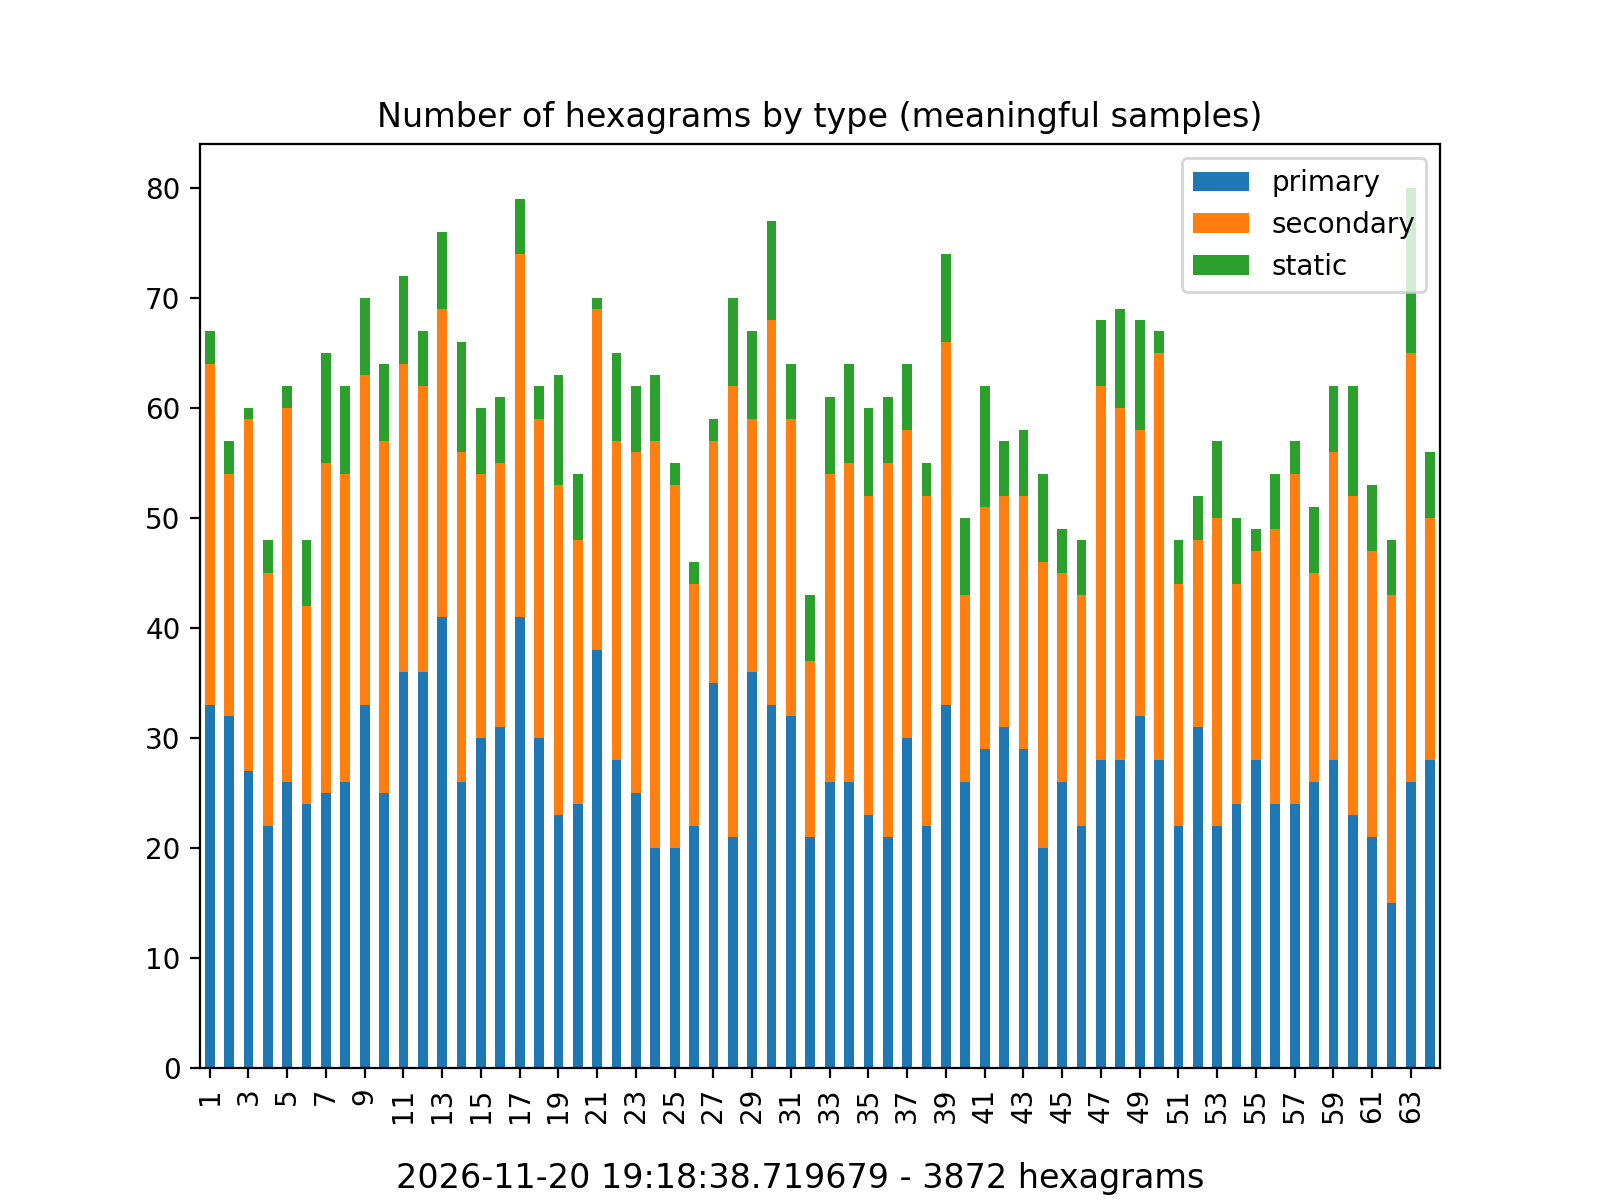 Number of hexagrams by type (meaningful samples)
primary
secondary
static
80
70
60
50
40
30
20
10
0
1 3 5 7 9 11 13 15 17 19 21 23 25 27 29 31 33 35 37 39 41 43 45 47 49 51 53 55 57 59 61 63
2026-11-20 19:18:38.719679 - 3872 hexagrams